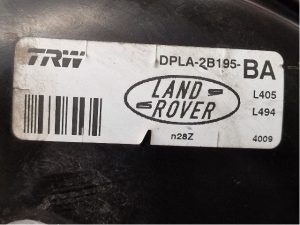 TRW
DPLA-2B195-BA
LAND
ROVER
L405
L494
n28Z
4009